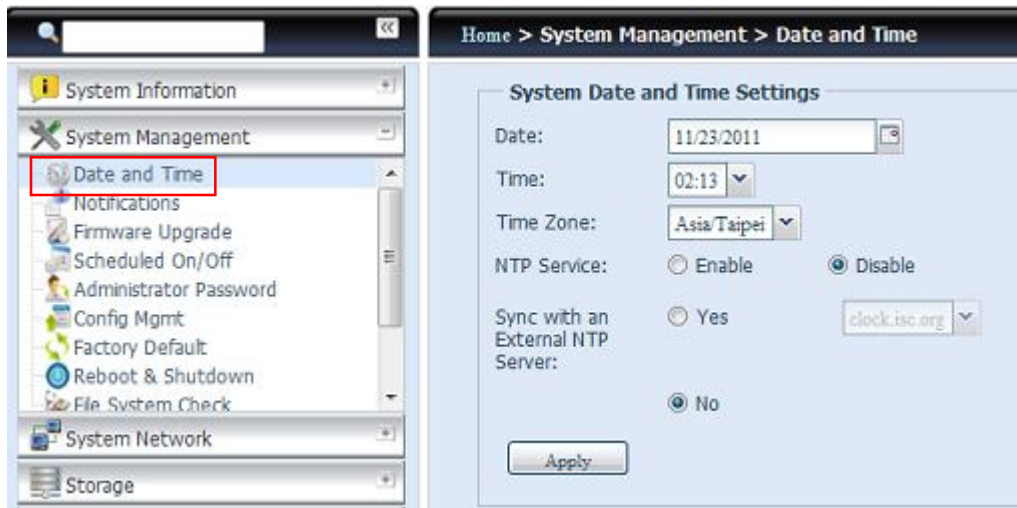 Home > System Management > Date and Time
System Information
System Management
Date and Time
Notifications
Firmware Upgrade
Scheduled On/Off
Administrator Password
Config Mgmt
Factory Default
Reboot & Shutdown
File System Check
System Network
Storage
System Date and Time Settings
Date: 11/23/2011
Time: 02:13
Time Zone: Asia/Taipei
NTP Service: Enable Disable
Sync with an Yes clock.isc.org
External NTP
Server:
No
Apply